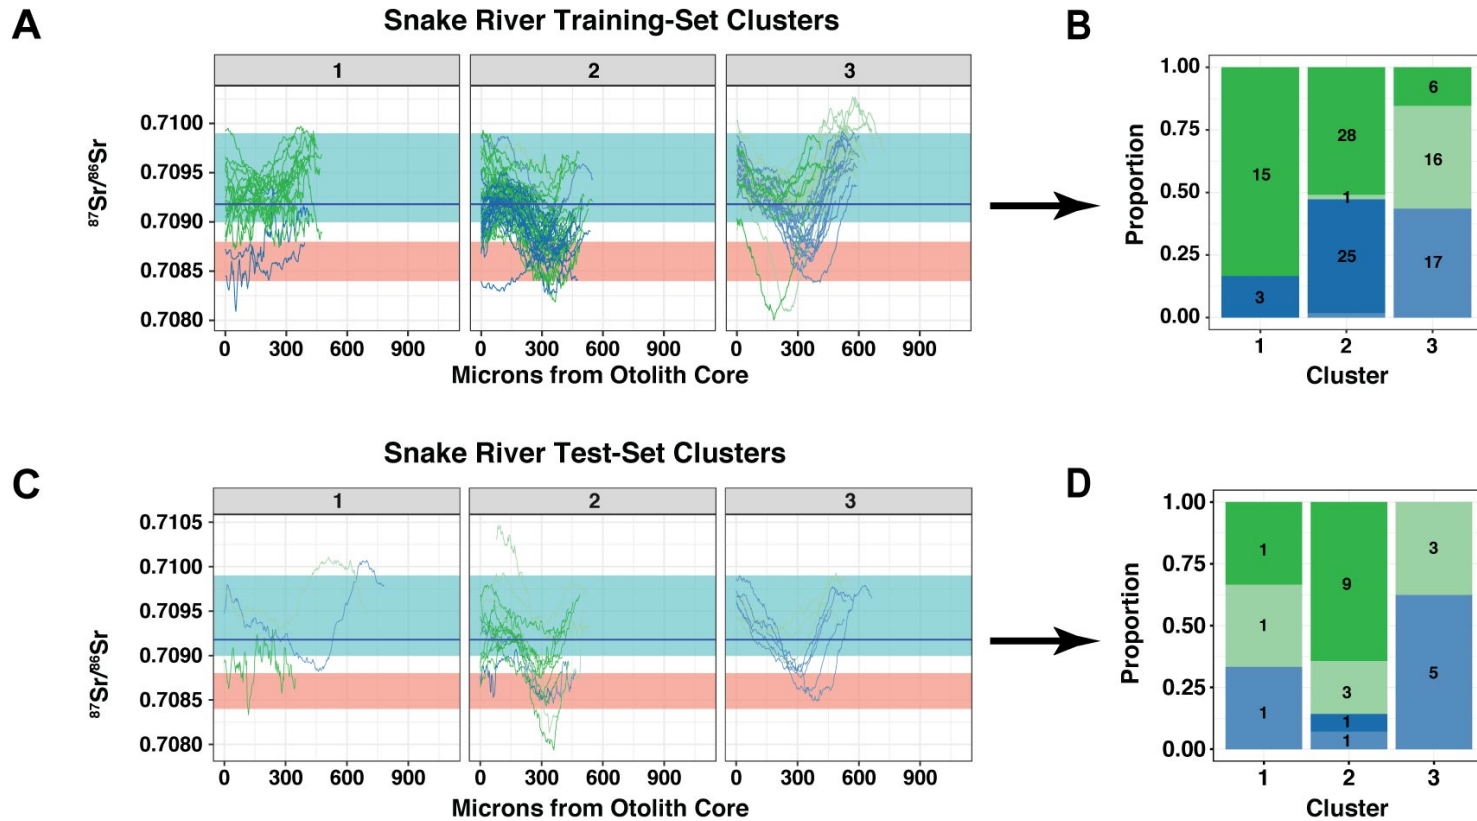 A
Snake River Training-Set Clusters
1 2 3
⁸⁷Sr/⁸⁶Sr
0.7100
0.7095
0.7090
0.7085
0.7080
0 300 600 900 0 300 600 900 0 300 600 900
Microns from Otolith Core
B
Proportion
1.00
0.75
0.50
0.25
0.00
15
3
28
1
25
6
16
17
1 2 3
Cluster
C
Snake River Test-Set Clusters
1 2 3
⁸⁷Sr/⁸⁶Sr
0.7105
0.7100
0.7095
0.7090
0.7085
0.7080
0 300 600 900 0 300 600 900 0 300 600 900
Microns from Otolith Core
D
Proportion
1.00
0.75
0.50
0.25
0.00
1
1
1
9
3
1
1
3
5
1 2 3
Cluster